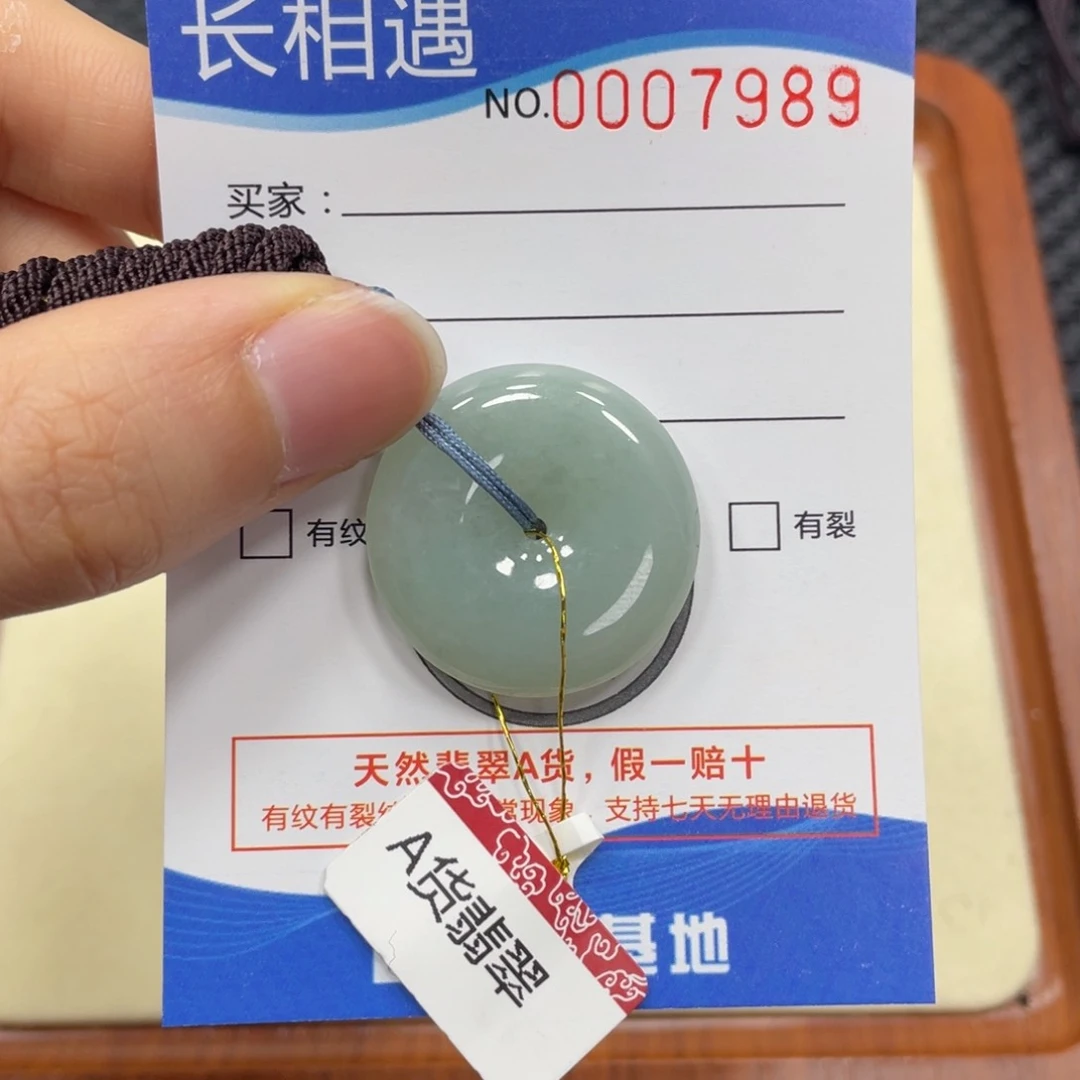 长相遇
NO.0007989
买家：
有纹
有裂
天然翡翠A货，假一赔十
有纹有裂 常现象 支持七天无理由退货
A货翡翠
基地